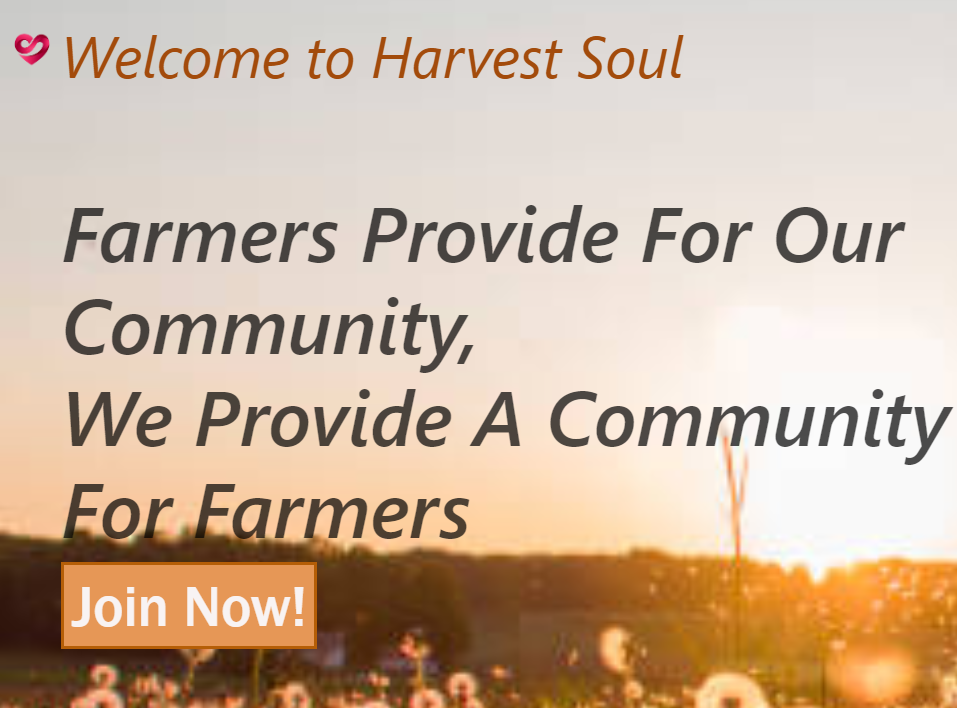 Welcome to Harvest Soul
Farmers Provide For Our
Community,
We Provide A Community
For Farmers
Join Now!